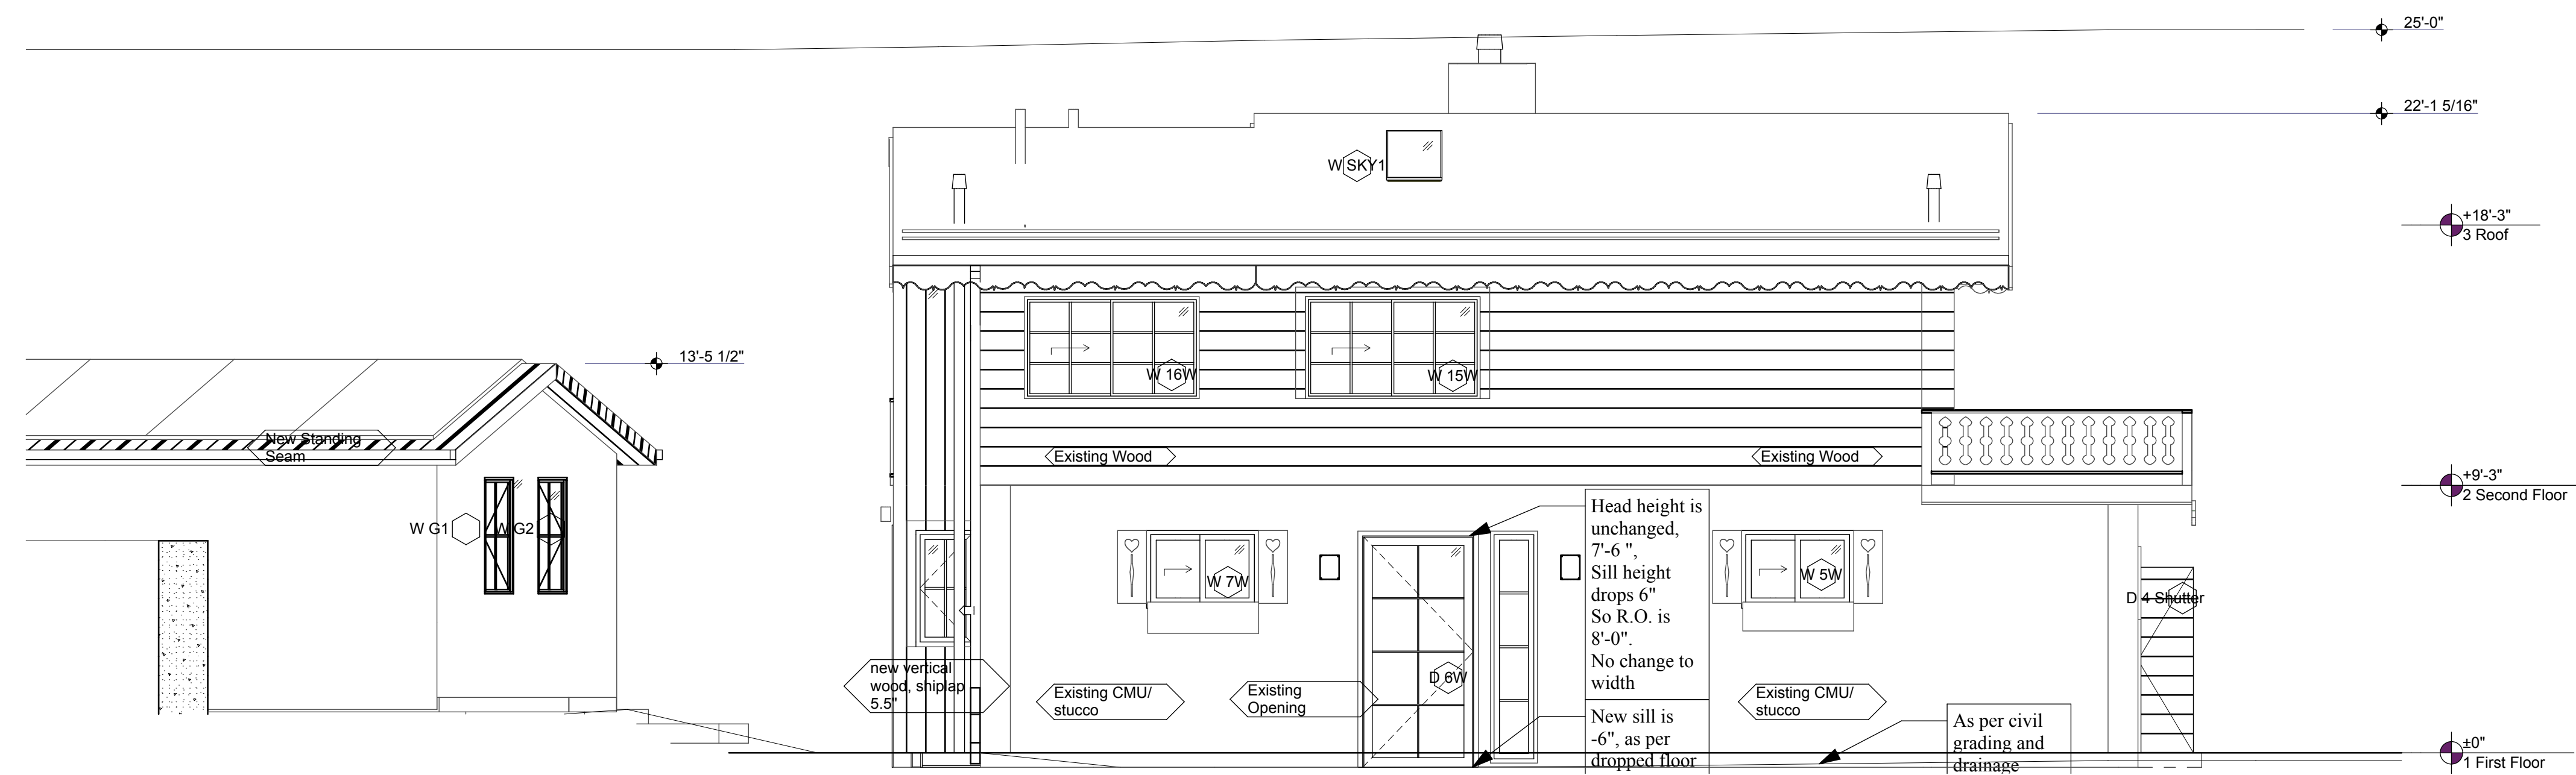 25'-0"
22'-1 5/16"
W SKY1
+18'-3"
3 Roof
13'-5 1/2"
W 16W
W 15W
New Standing
Seam
Existing Wood
Existing Wood
+9'-3"
2 Second Floor
W G1
W G2
Head height is
unchanged,
7'-6 ",
Sill height
drops 6"
So R.O. is
8'-0".
No change to
width
W 7W
W 5W
D 4 Shutter
new vertical
wood, shiplap
5.5"
Existing CMU/
stucco
Existing
Opening
D 6W
Existing CMU/
stucco
New sill is
-6", as per
dropped floor
As per civil
grading and
drainage
±0"
1 First Floor